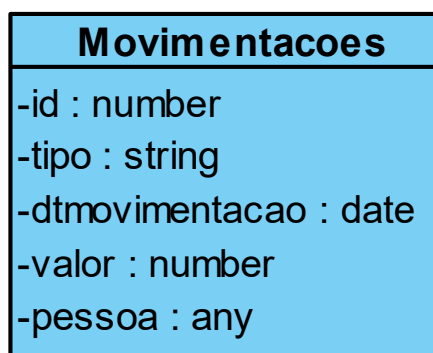 Movimentacoes
-id : number
-tipo : string
-dtmovimentacao : date
-valor : number
-pessoa : any